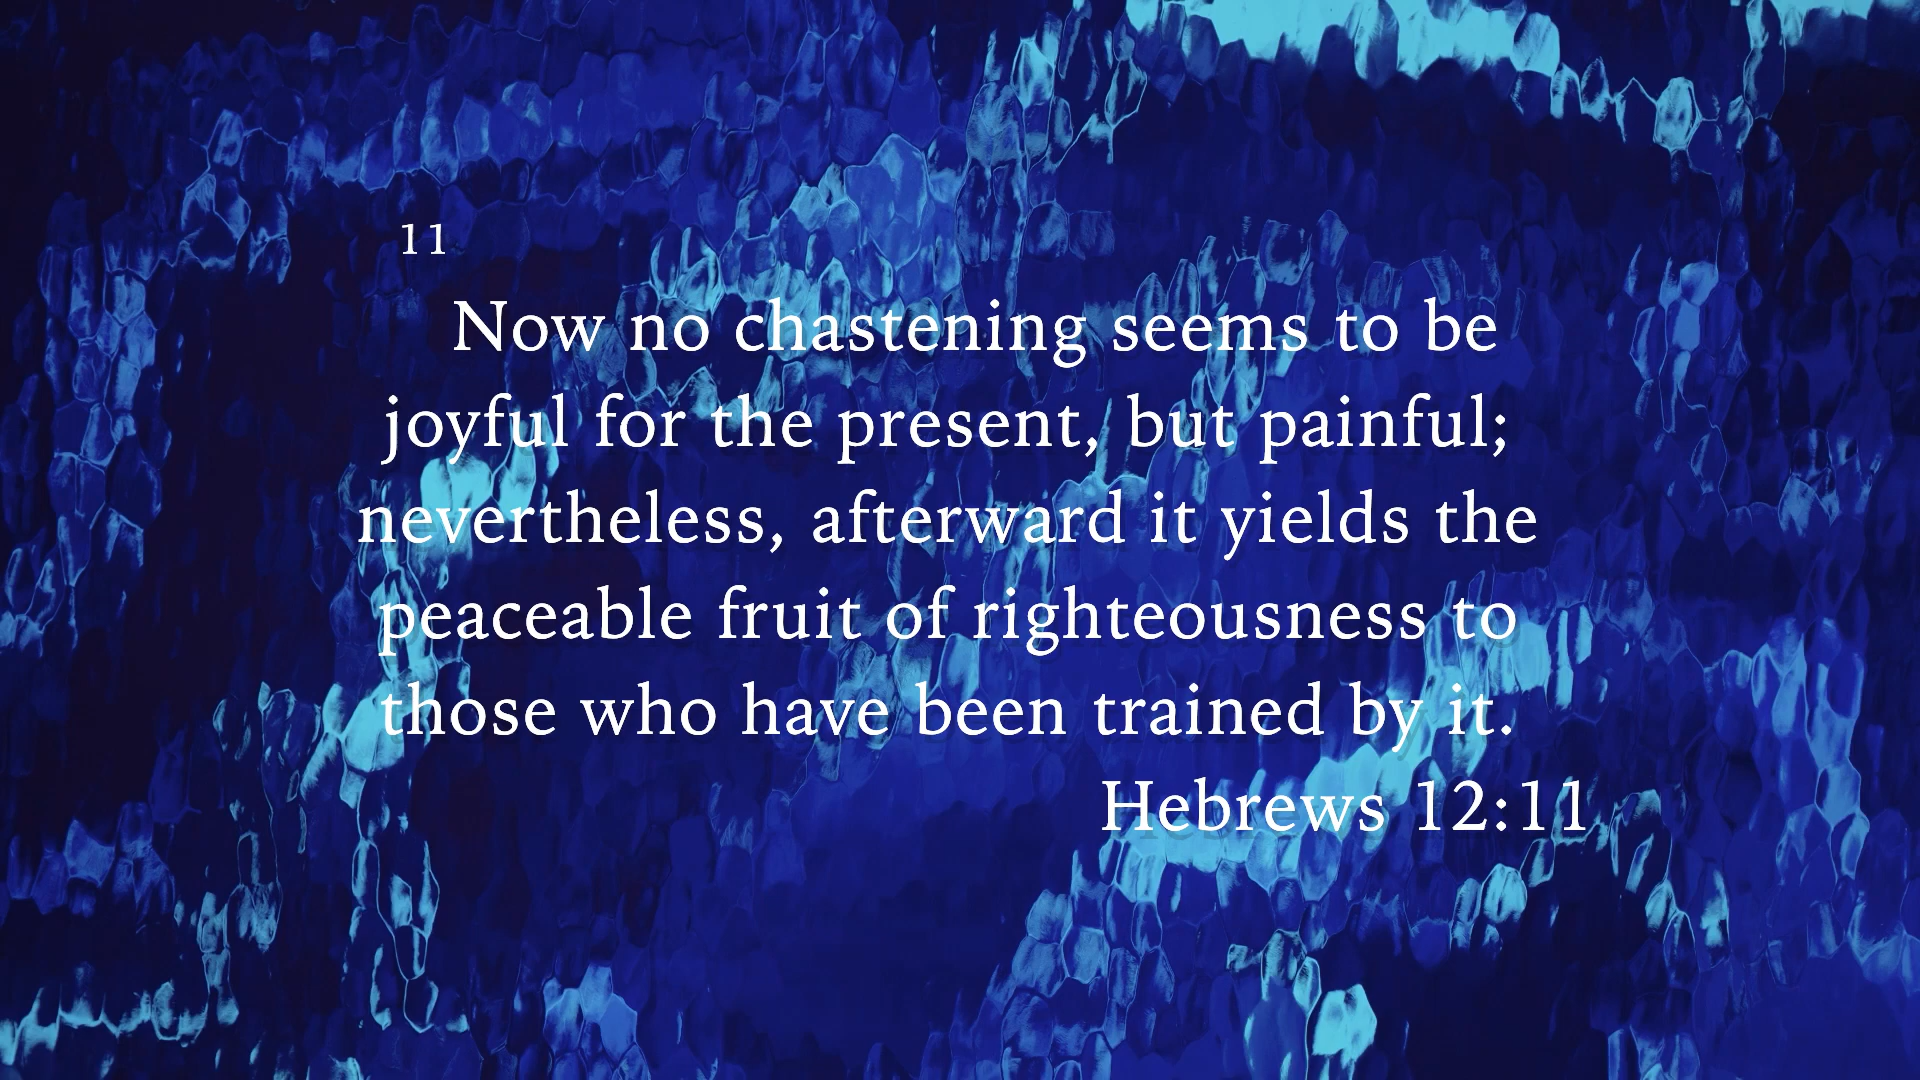 11
Now no chastening seems to be
joyful for the present, but painful;
nevertheless, afterward it yields the
peaceable fruit of righteousness to
those who have been trained by it.
Hebrews 12:11